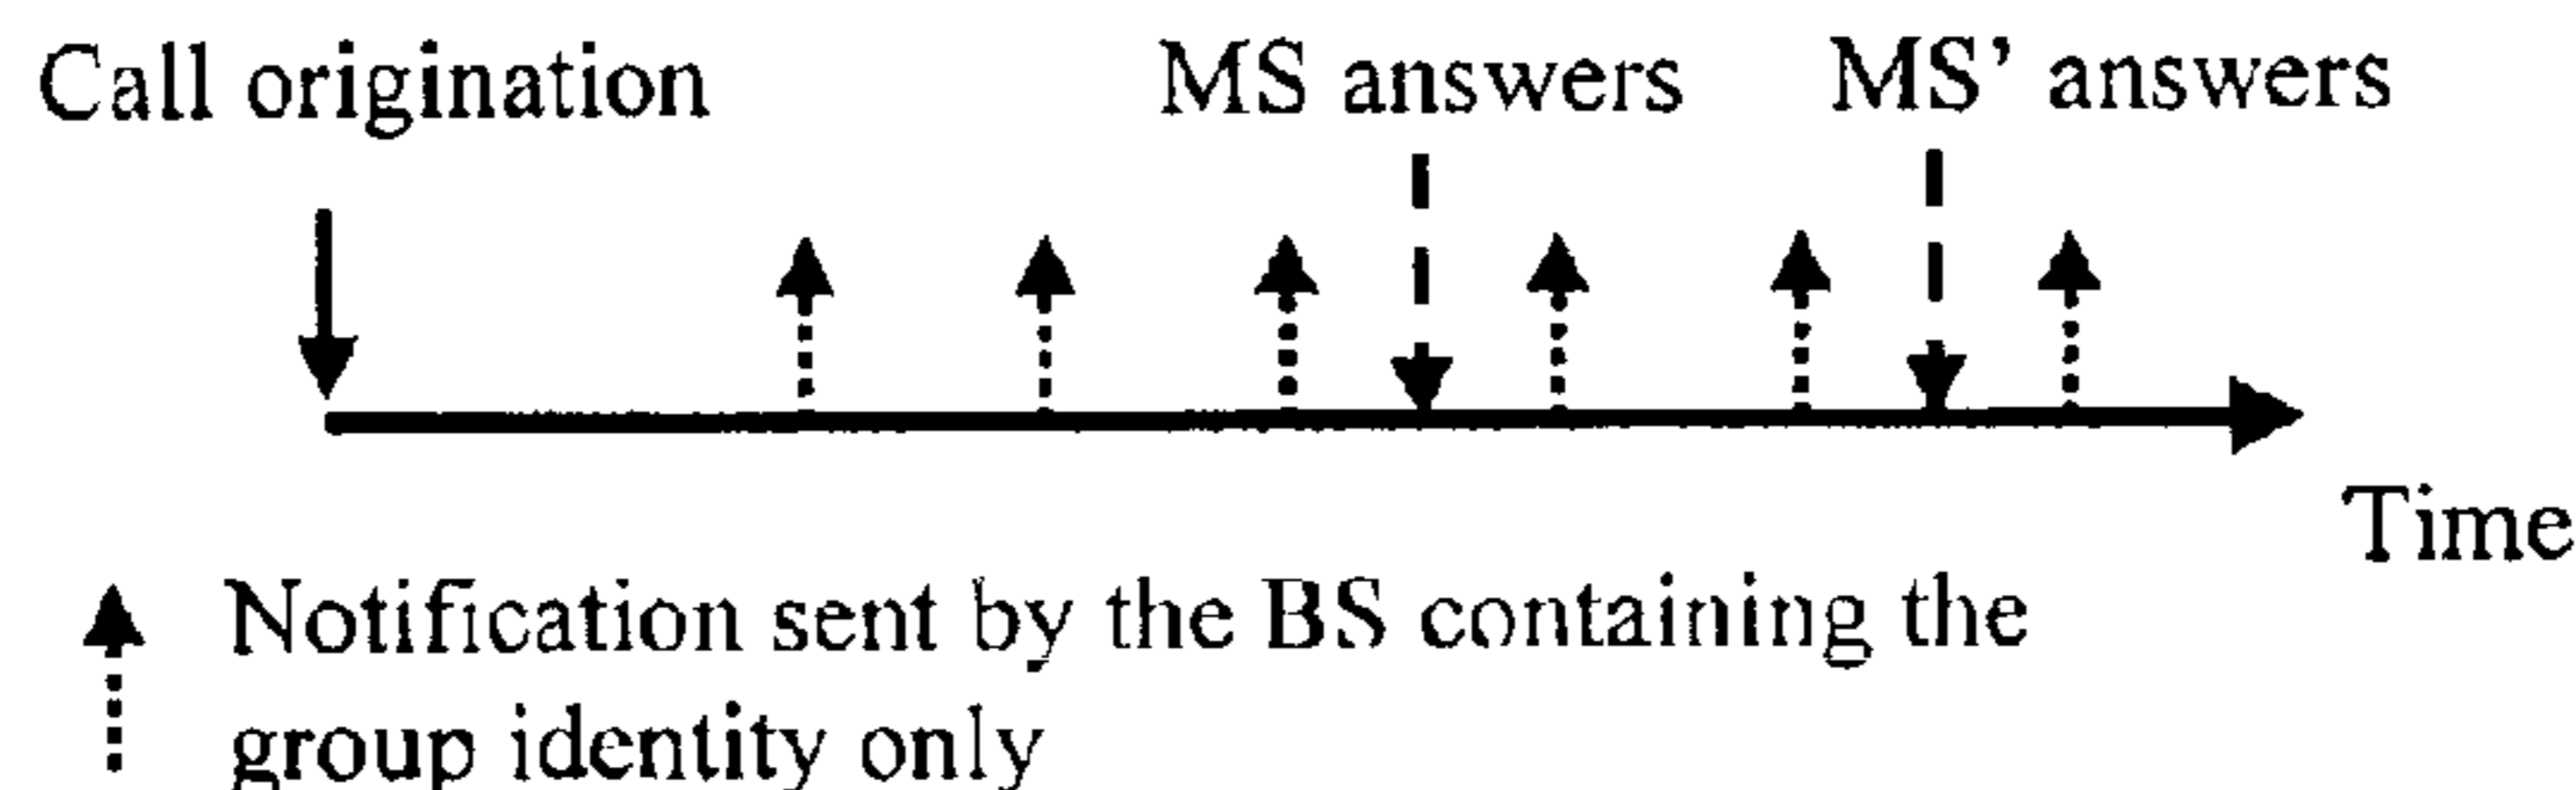 Call origination MS answers MS’ answers
Time
Notification sent by the BS containing the
group identity only